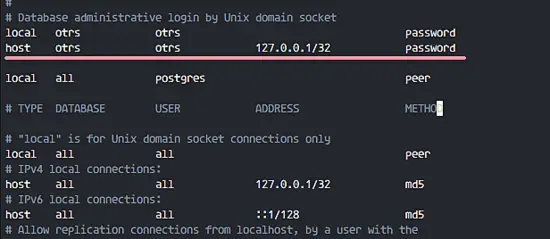 #
# Database administrative login by Unix domain socket
local otrs otrs password
host otrs otrs 127.0.0.1/32 password
local all postgres peer
# TYPE DATABASE USER ADDRESS METHOD
# "local" is for Unix domain socket connections only
local all all peer
# IPv4 local connections:
host all all 127.0.0.1/32 md5
# IPv6 local connections:
host all all ::1/128 md5
# Allow replication connections from localhost, by a user with the